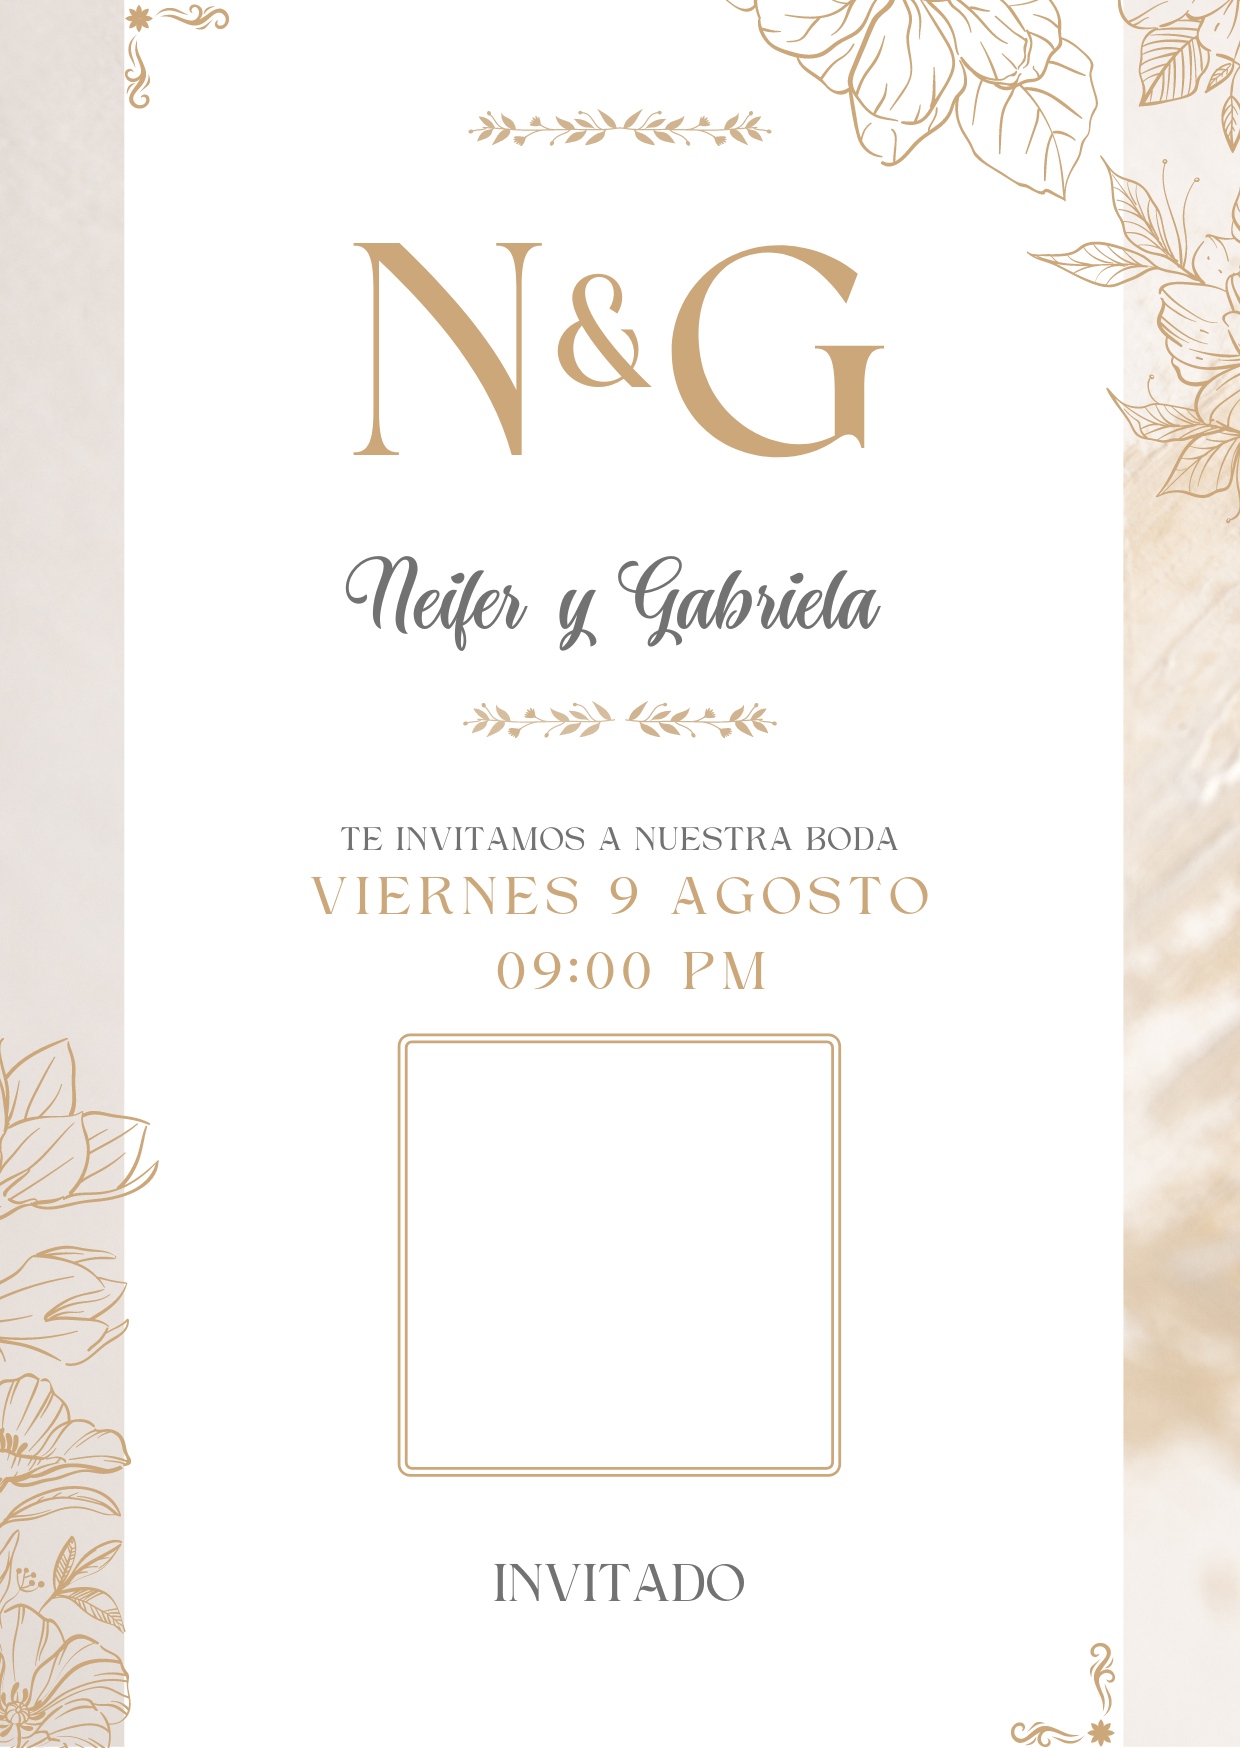 N&G
Neifer y Gabriela
TE INVITAMOS A NUESTRA BODA
VIERNES 9 AGOSTO
09:00 PM
INVITADO